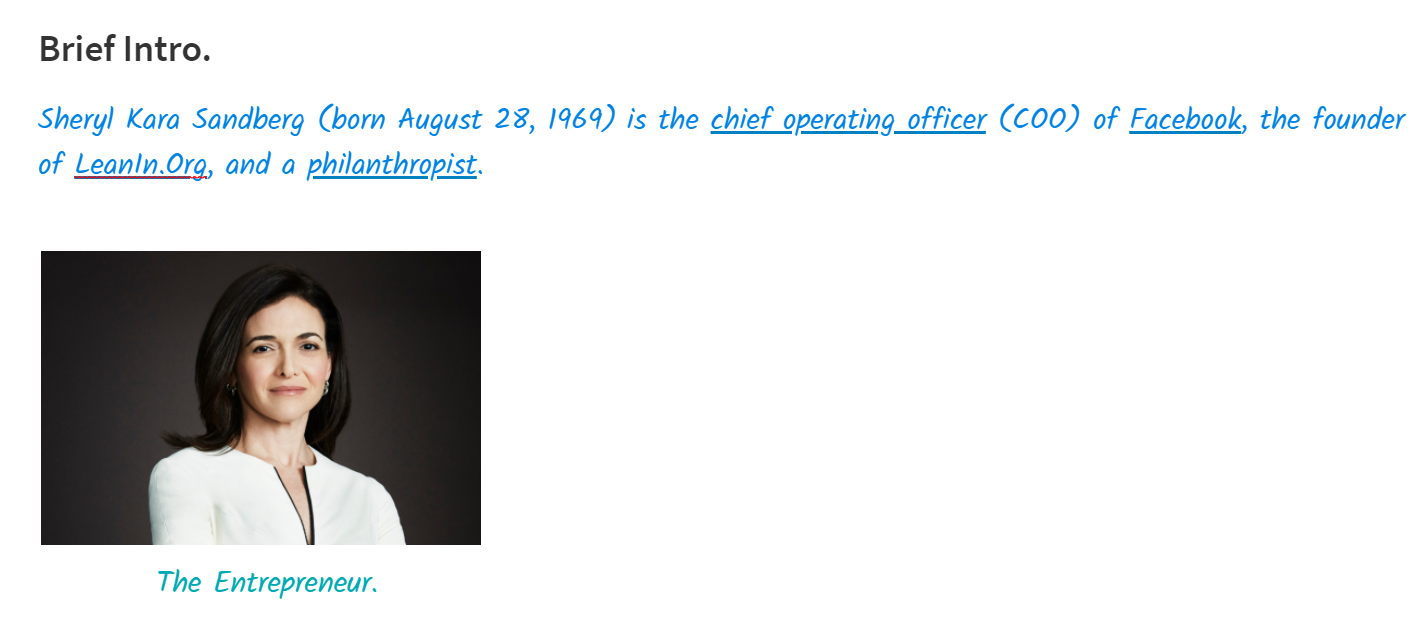 Brief Intro.
Sheryl Kara Sandberg (born August 28, 1969) is the chief operating officer (COO) of Facebook, the founder
of LeanIn.Org, and a philanthropist.
The Entrepreneur.